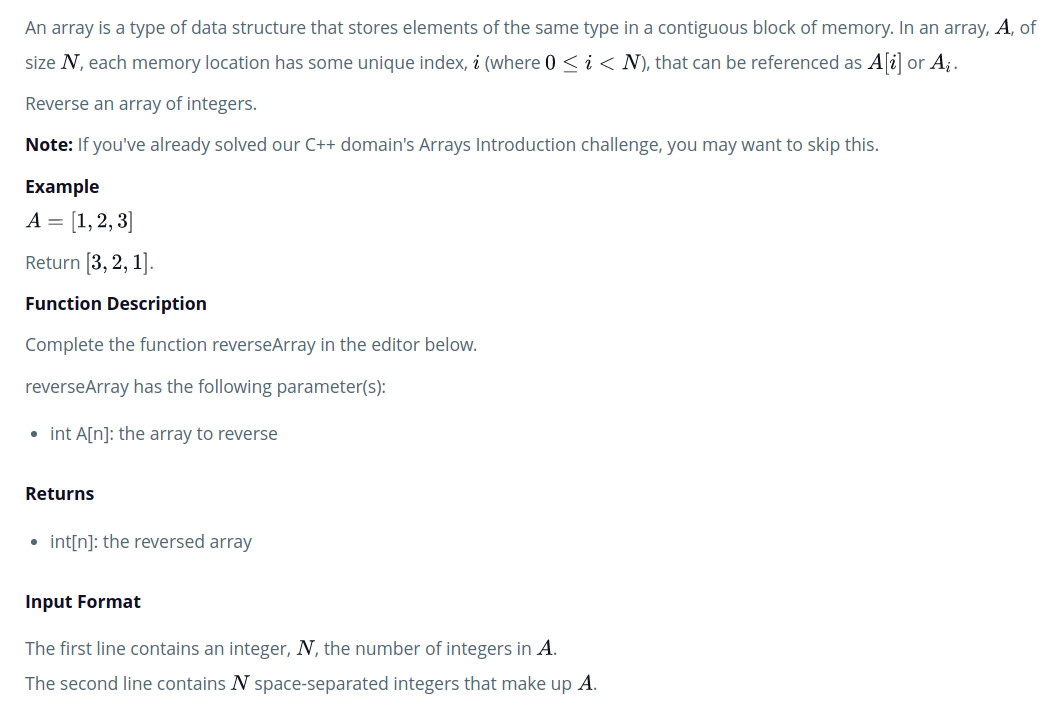 An array is a type of data structure that stores elements of the same type in a contiguous block of memory. In an array, A, of
size N, each memory location has some unique index, i (where 0 ≤ i < N), that can be referenced as A[i] or Aᵢ.
Reverse an array of integers.
Note: If you've already solved our C++ domain's Arrays Introduction challenge, you may want to skip this.
Example
A = [1, 2, 3]
Return [3, 2, 1].
Function Description
Complete the function reverseArray in the editor below.
reverseArray has the following parameter(s):
• int A[n]: the array to reverse
Returns
• int[n]: the reversed array
Input Format
The first line contains an integer, N, the number of integers in A.
The second line contains N space-separated integers that make up A.